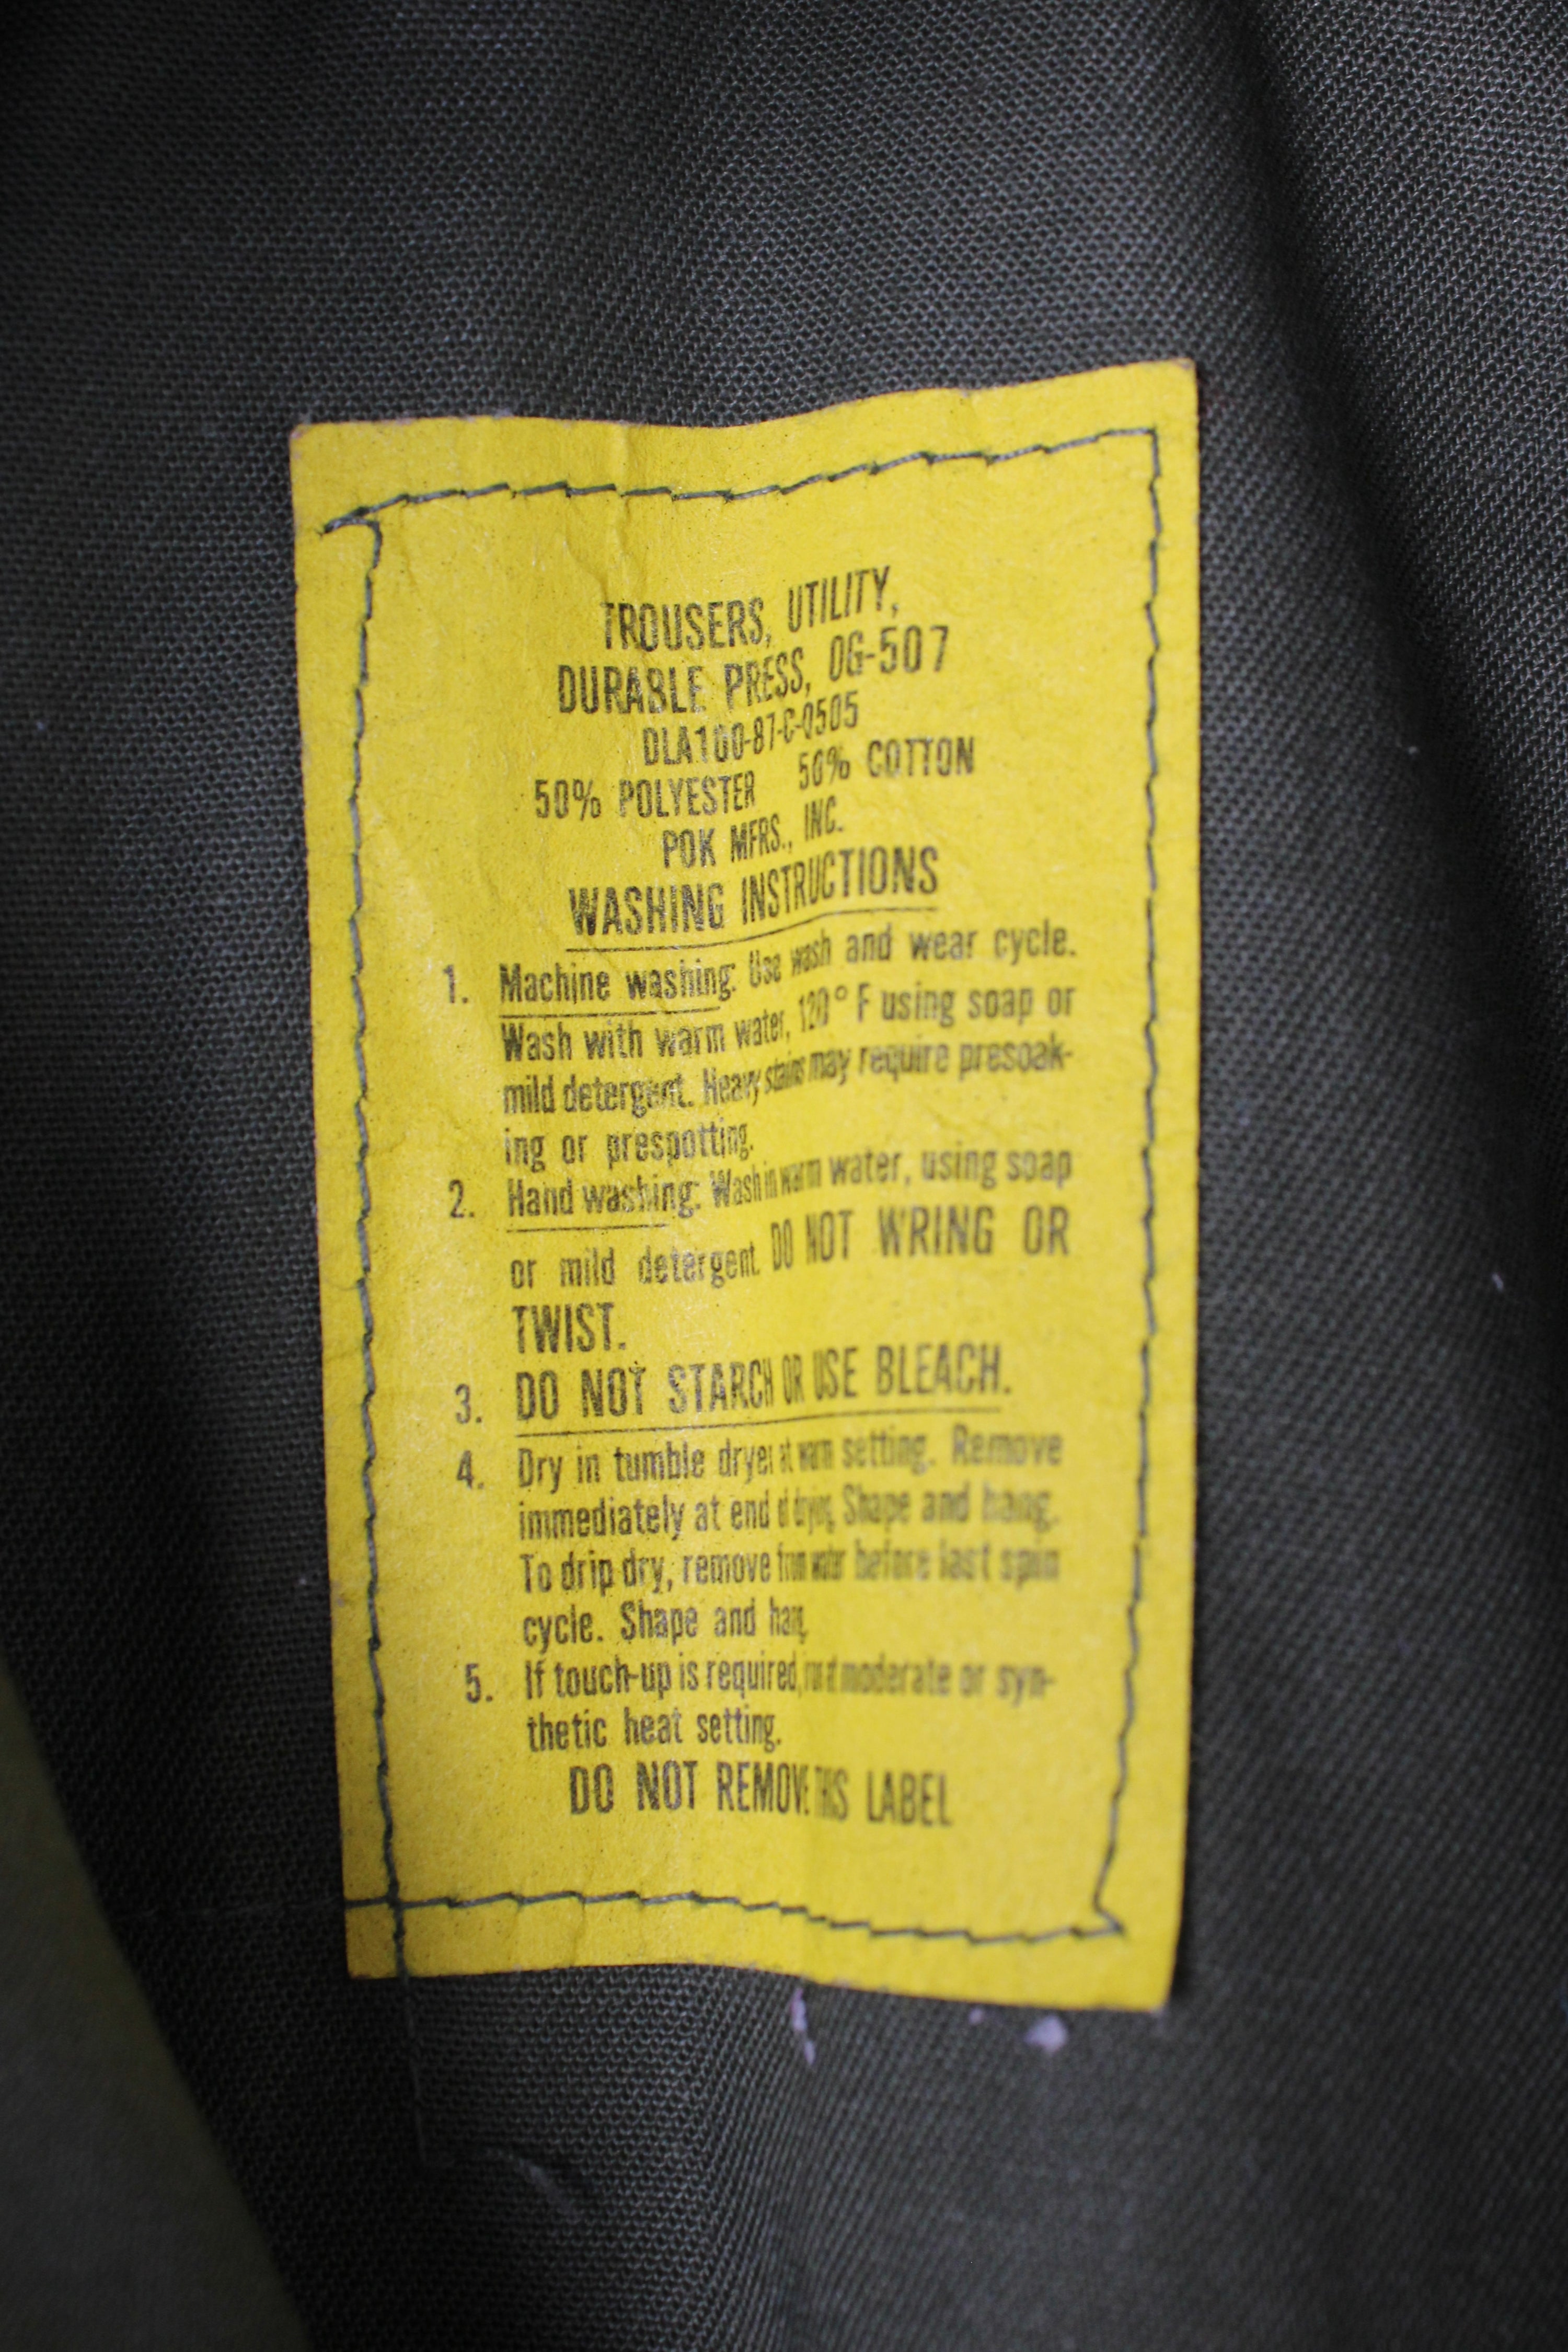 TROUSERS, UTILITY,
DURABLE PRESS, OG-507
DLA100-87-C-0505
50% POLYESTER 50% COTTON
POK MFRS., INC.
WASHING INSTRUCTIONS
1. Machine washing: Use wash and wear cycle.
Wash with warm water, 120° F using soap or
mild detergent. Heavy stains may require presoak-
ing or prespotting.
2. Hand washing: Wash in warm water, using soap
or mild detergent. DO NOT WRING OR
TWIST.
3. DO NOT STARCH OR USE BLEACH.
4. Dry in tumble dryer at warm setting. Remove
immediately at end of drying. Shape and hang.
To drip dry, remove from water before last spin
cycle. Shape and hang.
5. If touch-up is required, moderate or syn-
thetic heat setting.
DO NOT REMOVE THIS LABEL